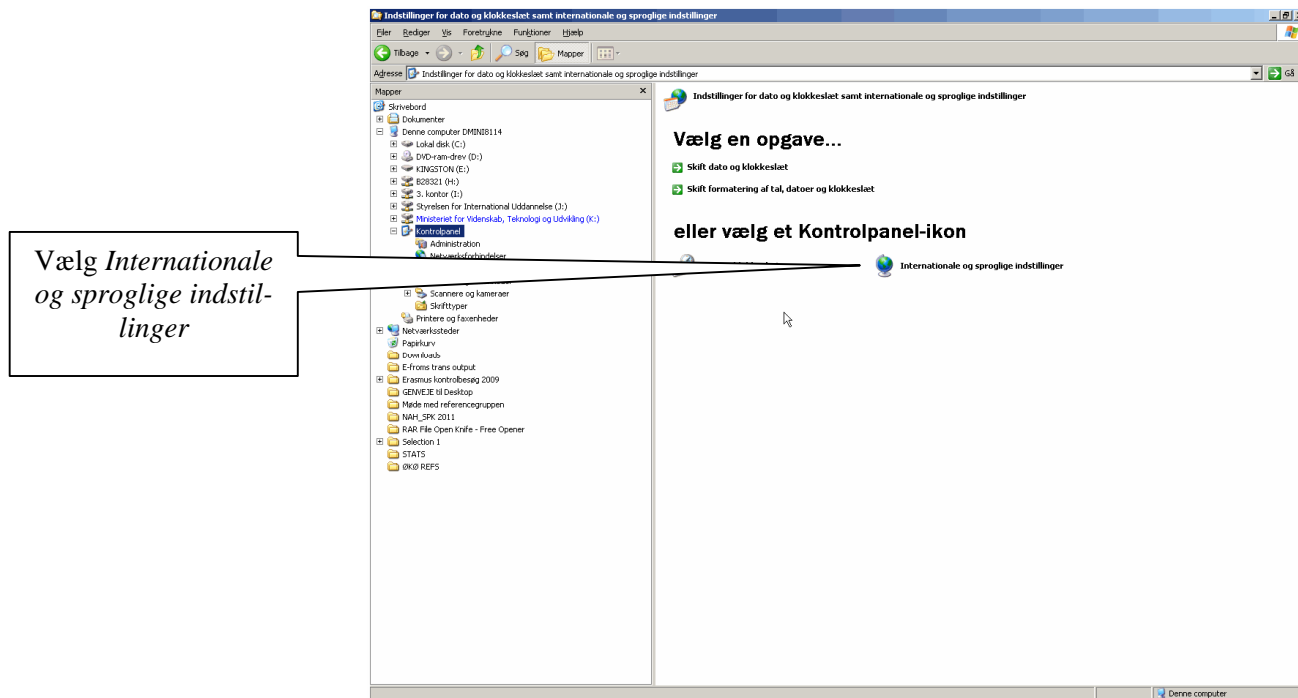 Indstillinger for dato og klokkeslæt samt internationale og sproglige indstillinger
Filer Rediger Vis Foretrukne Funktioner Hjælp
Tilbage Søg Mapper
Adresse Indstillinger for dato og klokkeslæt samt internationale og sproglige indstillinger Gå
Mapper
Skrivebord
Dokumenter
Denne computer DMINI8114
Lokal disk (C:)
DVD-ram-drev (D:)
KINGSTON (E:)
B28321 (H:)
3. kontor (I:)
Styrelsen for International Uddannelse (J:)
Ministeriet for Videnskab, Teknologi og Udvikling (K:)
Kontrolpanel
Administration
Netværksforbindelser
Scannere og kameraer
Skrifttyper
Printere og faxenheder
Netværkssteder
Papirkurv
Downloads
E-froms trans output
Erasmus kontrolbesøg 2009
GENVEJE til Desktop
Møde med referencegruppen
NAH_SPK 2011
RAR File Open Knife - Free Opener
Selection 1
STATS
ØKØ REFS
Indstillinger for dato og klokkeslæt samt internationale og sproglige indstillinger
Vælg en opgave...
Skift dato og klokkeslæt
Skift formatering af tal, datoer og klokkeslæt
eller vælg et Kontrolpanel-ikon
Internationale og sproglige indstillinger
Vælg Internationale
og sproglige indstil-
linger
Denne computer